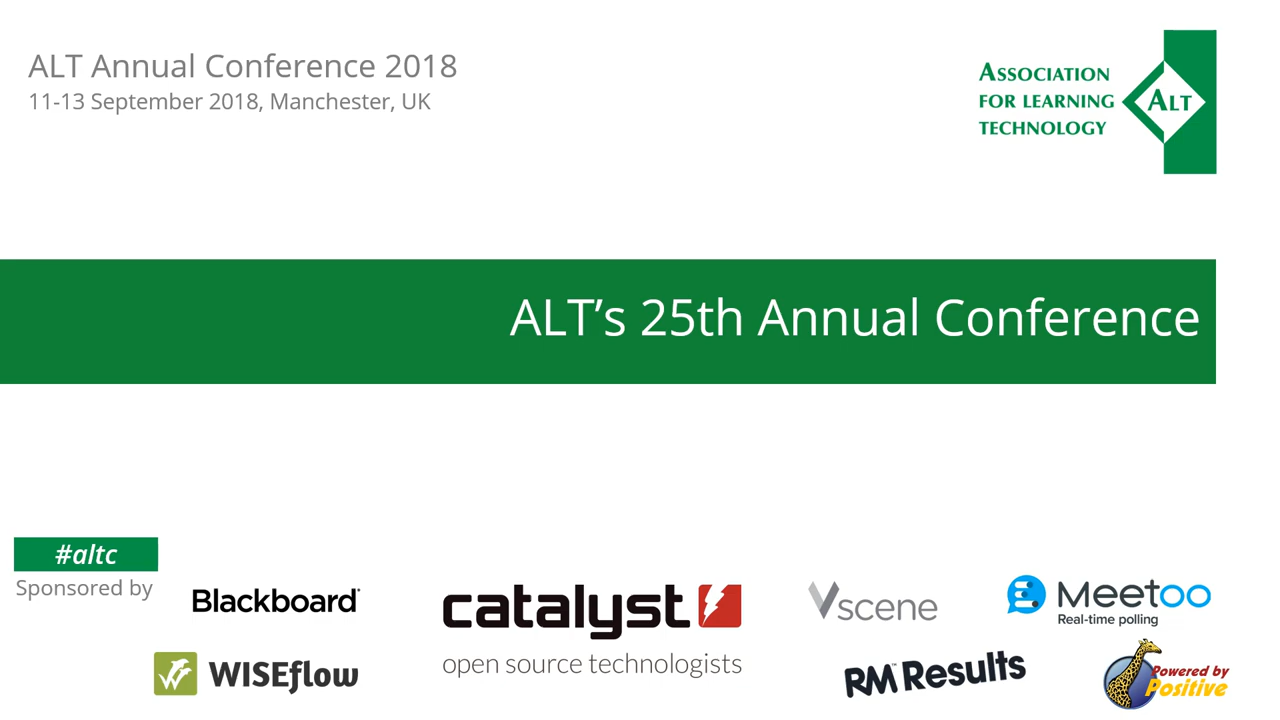 ALT Annual Conference 2018
11-13 September 2018, Manchester, UK
ASSOCIATION
FOR LEARNING
TECHNOLOGY
ALT
ALT’s 25th Annual Conference
#altc
Sponsored by
Blackboard
catalyst
open source technologists
Vscene
Meetoo
Real-time polling
WISEflow
RM Results
Powered by
Positive